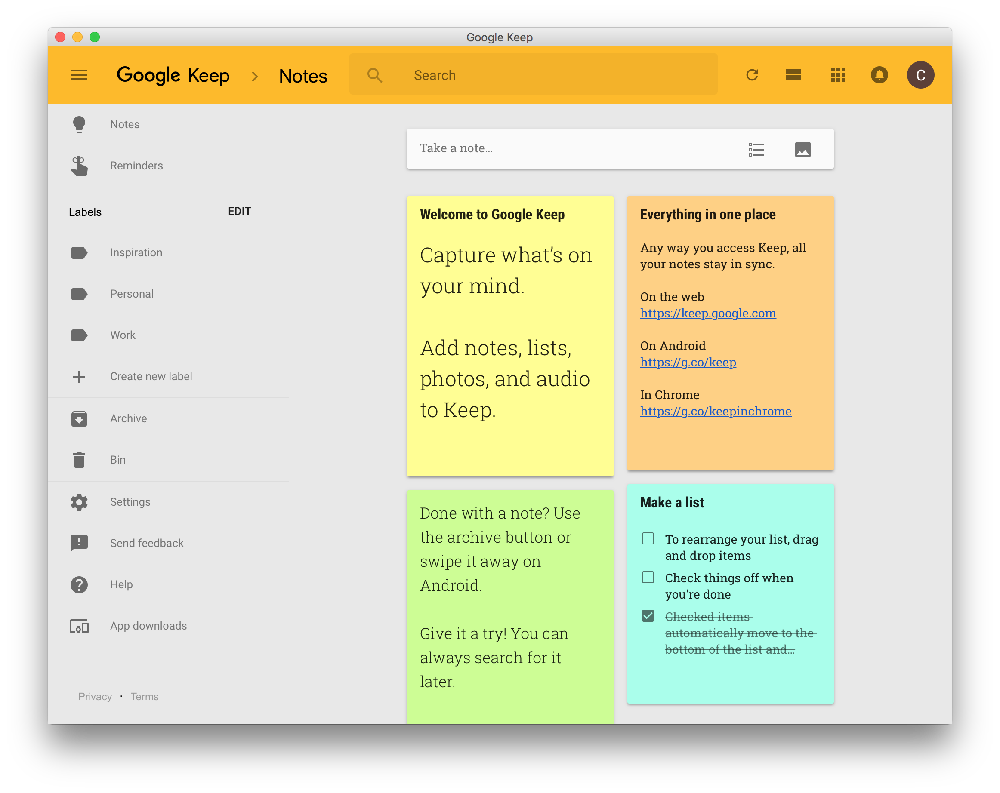 Google Keep
Google Keep > Notes
Search
C
Notes
Reminders
Labels
EDIT
Inspiration
Personal
Work
Create new label
Archive
Bin
Settings
Send feedback
Help
App downloads
Privacy · Terms
Take a note...
Welcome to Google Keep
Capture what’s on
your mind.
Add notes, lists,
photos, and audio
to Keep.
Everything in one place
Any way you access Keep, all
your notes stay in sync.
On the web
https://keep.google.com
On Android
https://g.co/keep
In Chrome
https://g.co/keepinchrome
Done with a note? Use
the archive button or
swipe it away on
Android.
Give it a try! You can
always search for it
later.
Make a list
To rearrange your list, drag
and drop items
Check things off when
you're done
Checked items
automatically move to the
bottom of the list and...